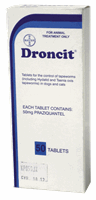 FOR ANIMAL
TREATMENT ONLY
Droncit®
Tablets for the control of tapeworms
(including Hydatid and Taenia ovis
tapeworms) in dogs and cats.
EACH TABLET CONTAINS:
50mg PRAZIQUANTEL
50 TABLETS